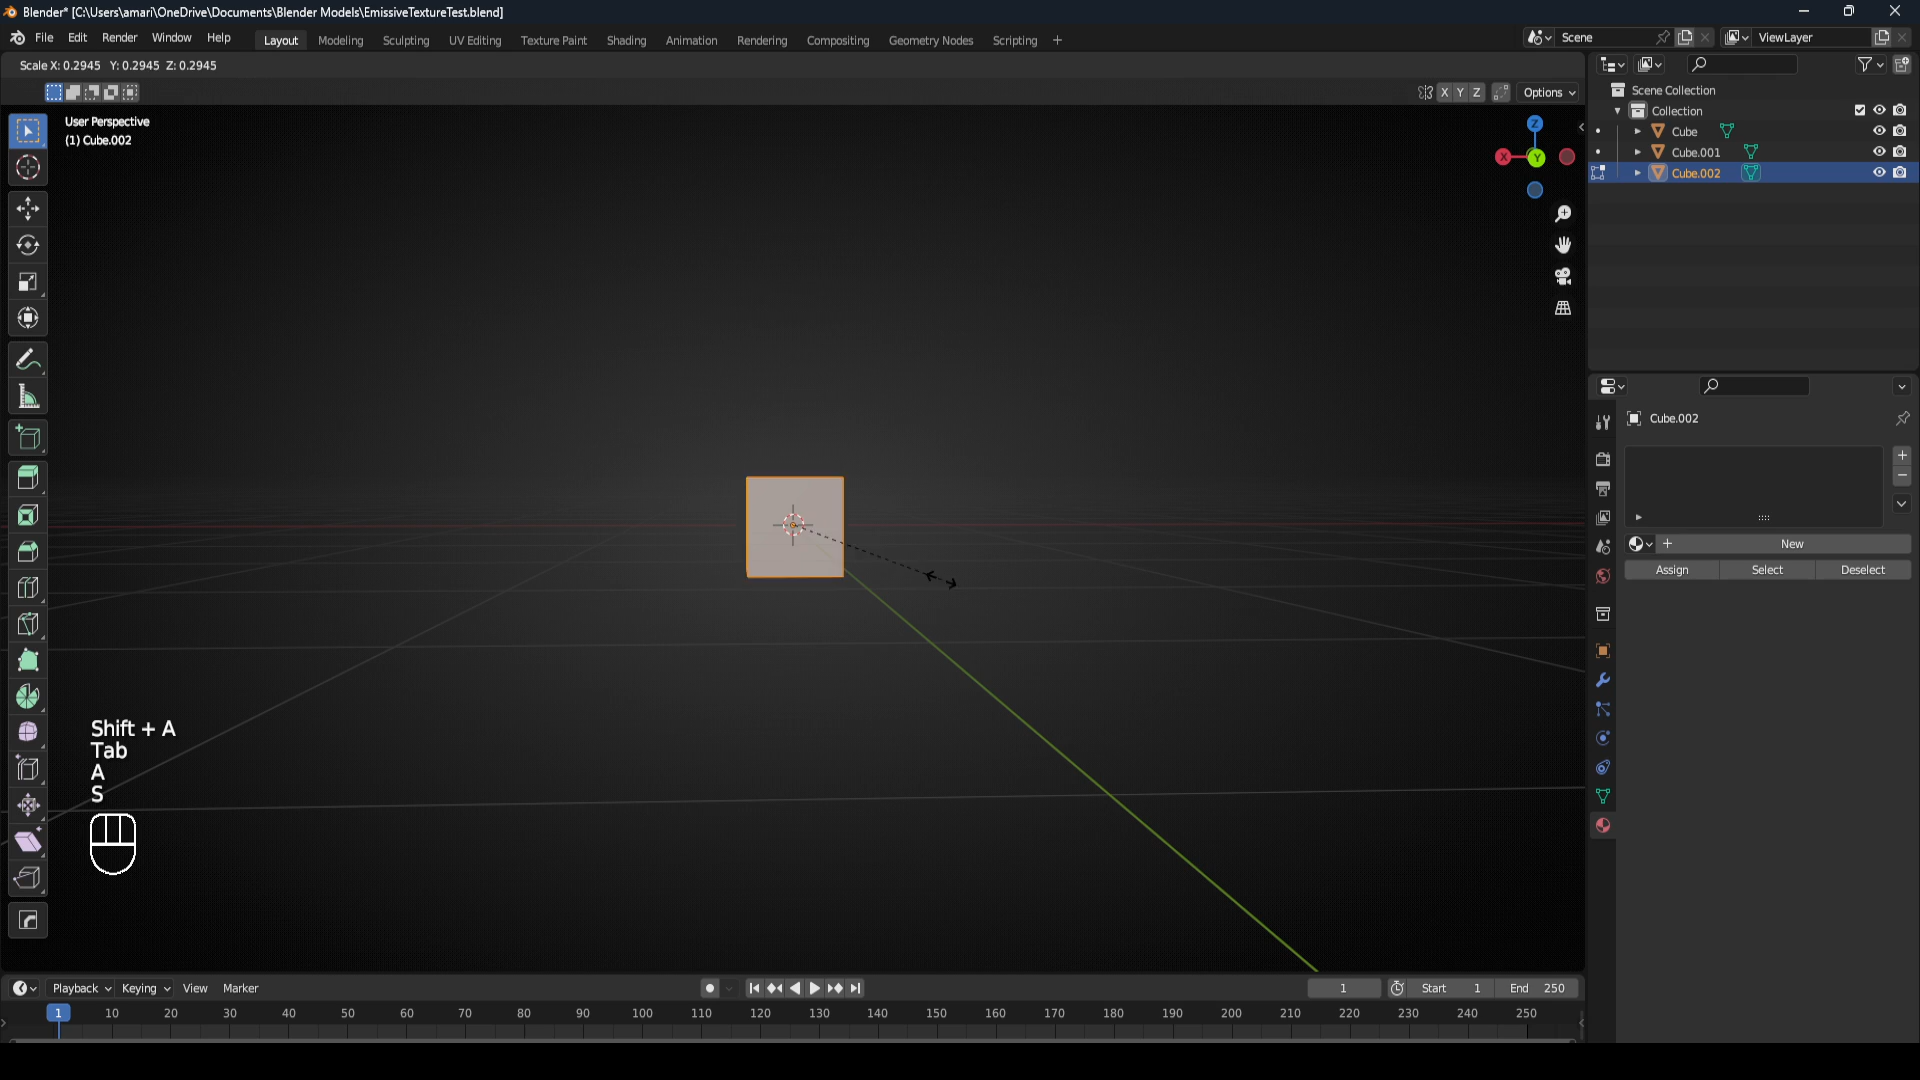 Blender* [C:\Users\amari\OneDrive\Documents\Blender Models\EmissiveTextureTest.blend]
File Edit Render Window Help Layout Modeling Sculpting UV Editing Texture Paint Shading Animation Rendering Compositing Geometry Nodes Scripting + Scene ViewLayer
Scale X: 0.2945 Y: 0.2945 Z: 0.2945
X Y Z Options
User Perspective
(1) Cube.002
Z
X Y
Scene Collection
Collection
Cube
Cube.001
Cube.002
Cube.002
New
Assign Select Deselect
Shift + A
Tab
A
S
Playback Keying View Marker 1 Start 1 End 250
1 10 20 30 40 50 60 70 80 90 100 110 120 130 140 150 160 170 180 190 200 210 220 230 240 250